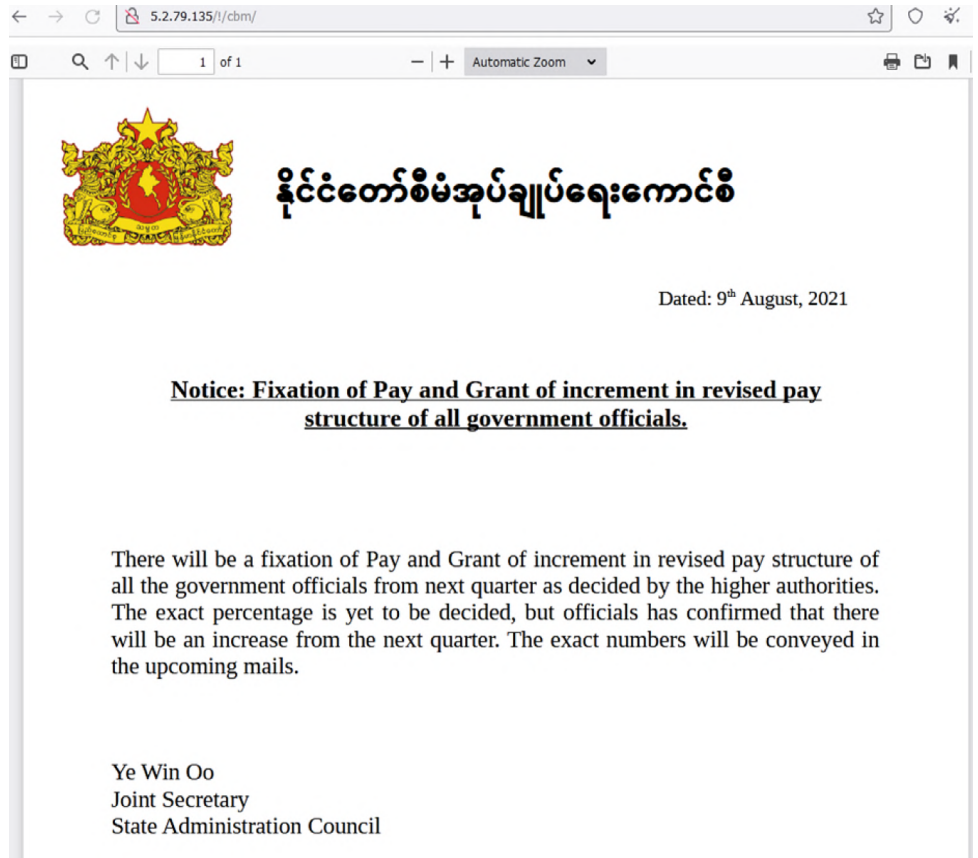 5.2.79.135/!/cbm/
1 of 1
Automatic Zoom
နိုင်ငံတော်စီမံအုပ်ချုပ်ရေးကောင်စီ
Dated: 9th August, 2021
Notice: Fixation of Pay and Grant of increment in revised pay
structure of all government officials.
There will be a fixation of Pay and Grant of increment in revised pay structure of
all the government officials from next quarter as decided by the higher authorities.
The exact percentage is yet to be decided, but officials has confirmed that there
will be an increase from the next quarter. The exact numbers will be conveyed in
the upcoming mails.
Ye Win Oo
Joint Secretary
State Administration Council